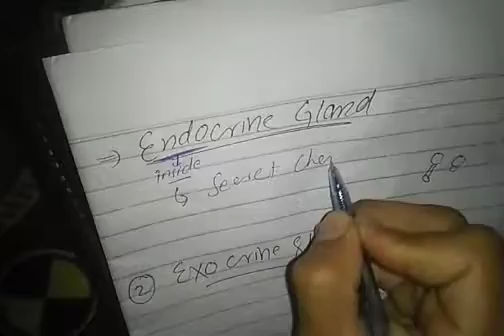 → Endocrine Gland
inside
↳ Secret Che
② Exocrine